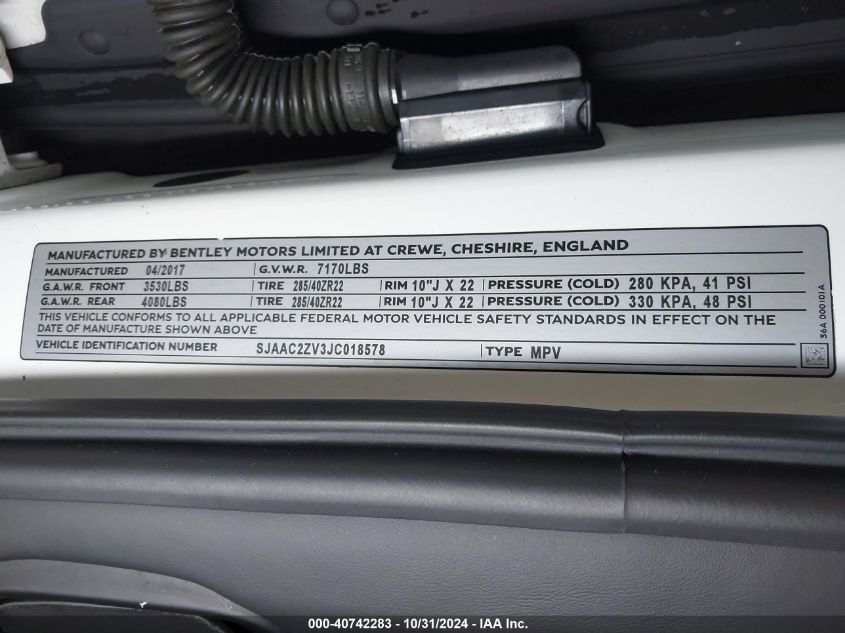 MANUFACTURED BY BENTLEY MOTORS LIMITED AT CREWE, CHESHIRE, ENGLAND
MANUFACTURED 04/2017 G.V.W.R. 7170LBS
G.A.W.R. FRONT 3530LBS TIRE 285/40ZR22 RIM 10"J X 22 PRESSURE (COLD) 280 KPA, 41 PSI
G.A.W.R. REAR 4080LBS TIRE 285/40ZR22 RIM 10"J X 22 PRESSURE (COLD) 330 KPA, 48 PSI
THIS VEHICLE CONFORMS TO ALL APPLICABLE FEDERAL MOTOR VEHICLE SAFETY STANDARDS IN EFFECT ON THE
DATE OF MANUFACTURE SHOWN ABOVE
VEHICLE IDENTIFICATION NUMBER SJAAC2ZV3JC018578 TYPE MPV
36A 000101A
000-40742283 - 10/31/2024 - IAA Inc.